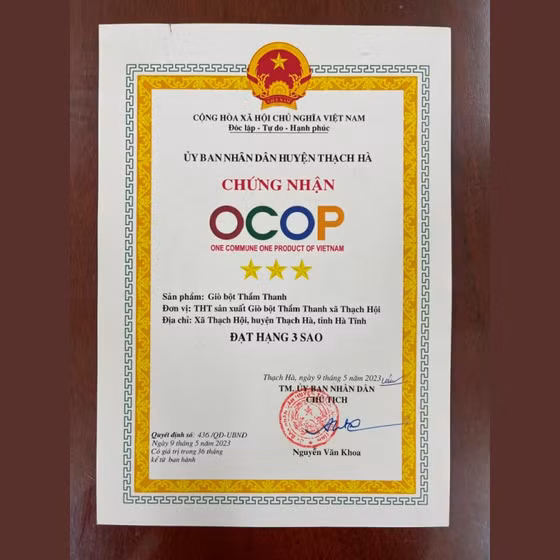 CỘNG HÒA XÃ HỘI CHỦ NGHĨA VIỆT NAM
Độc lập - Tự do - Hạnh phúc
ỦY BAN NHÂN DÂN HUYỆN THẠCH HÀ
CHỨNG NHẬN
OCOP
ONE COMMUNE ONE PRODUCT OF VIETNAM
Sản phẩm: Giò bột Thắm Thanh
Đơn vị: THT sản xuất Giò bột Thắm Thanh xã Thạch Hội
Địa chỉ: Xã Thạch Hội, huyện Thạch Hà, tỉnh Hà Tĩnh
ĐẠT HẠNG 3 SAO
Thạch Hà, ngày 9 tháng 5 năm 2023
TM. ỦY BAN NHÂN DÂN
CHỦ TỊCH
Quyết định số: 436/QĐ-UBND
Ngày 9 tháng 5 năm 2023
Có giá trị trong 36 tháng
kể từ ban hành
Nguyễn Văn Khoa